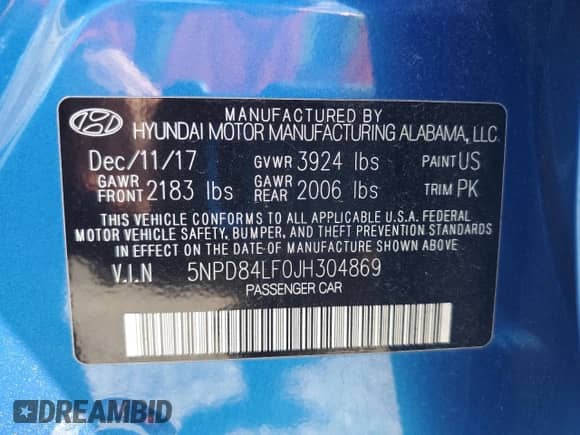 MANUFACTURED BY
HYUNDAI MOTOR MANUFACTURING ALABAMA, LLC.
Dec/11/17 GVWR 3924 lbs PAINT US
GAWR FRONT 2183 lbs GAWR REAR 2006 lbs TRIM PK
THIS VEHICLE CONFORMS TO ALL APPLICABLE U.S.A. FEDERAL
MOTOR VEHICLE SAFETY, BUMPER, AND THEFT PREVENTION STANDARDS
IN EFFECT ON THE DATE OF MANUFACTURE SHOWN ABOVE.
V.I.N 5NPD84LF0JH304869
PASSENGER CAR
DREAMBID